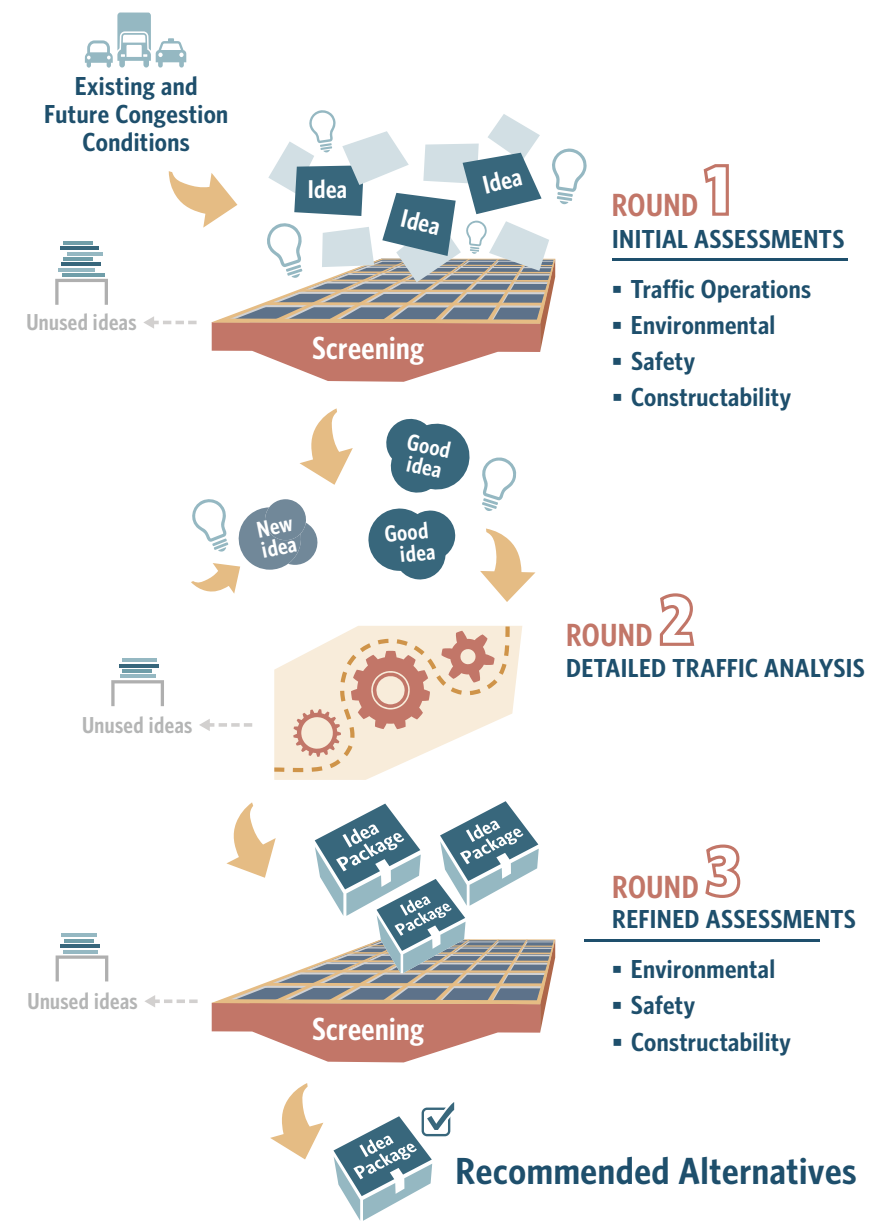 Existing and
Future Congestion
Conditions
Idea
Idea
Idea
ROUND 1
INITIAL ASSESSMENTS
▪ Traffic Operations
▪ Environmental
▪ Safety
▪ Constructability
Unused ideas
Screening
Good
idea
New
idea
Good
idea
ROUND 2
DETAILED TRAFFIC ANALYSIS
Unused ideas
Idea
Package
Idea
Package
Idea
Package
ROUND 3
REFINED ASSESSMENTS
▪ Environmental
▪ Safety
▪ Constructability
Unused ideas
Screening
Idea
Package
Recommended Alternatives